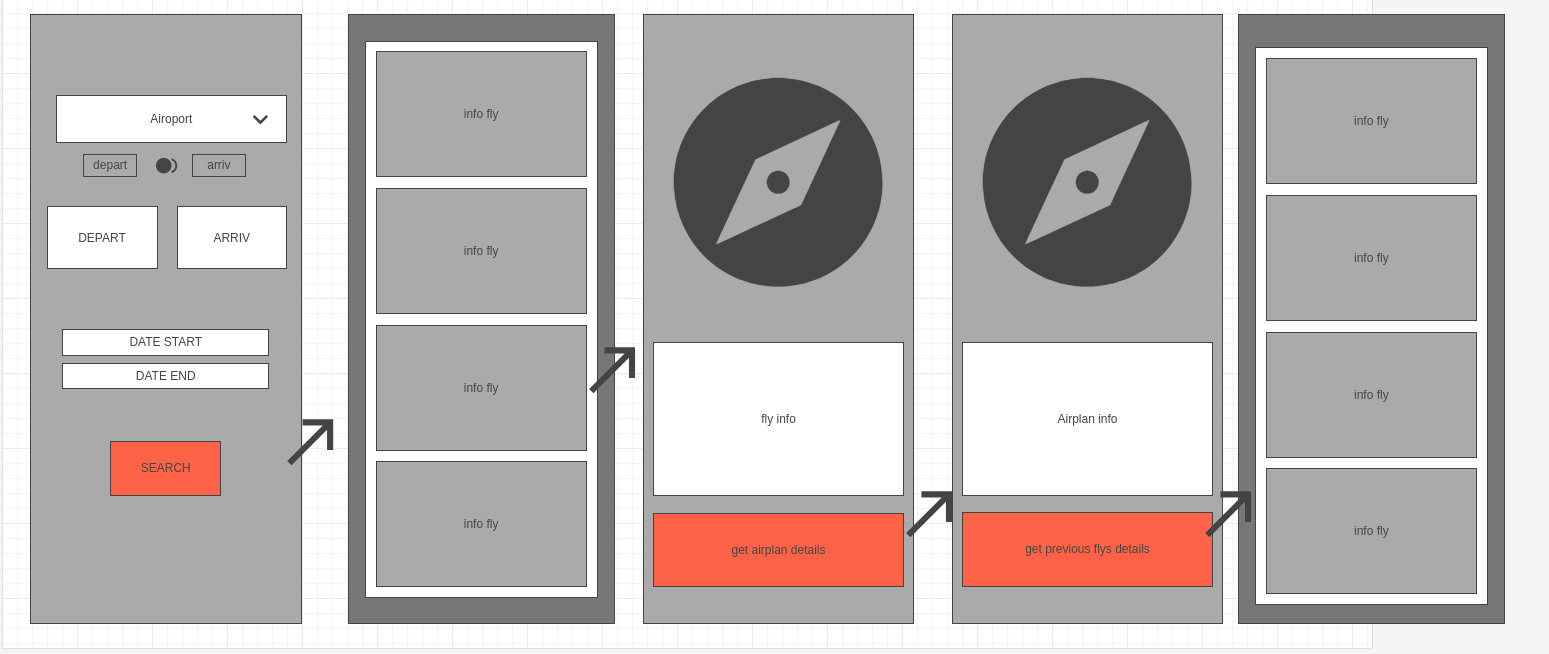 Airoport
depart
arriv
DEPART
ARRIV
DATE START
DATE END
SEARCH
info fly
info fly
info fly
info fly
fly info
get airplan details
Airplan info
get previous flys details
info fly
info fly
info fly
info fly